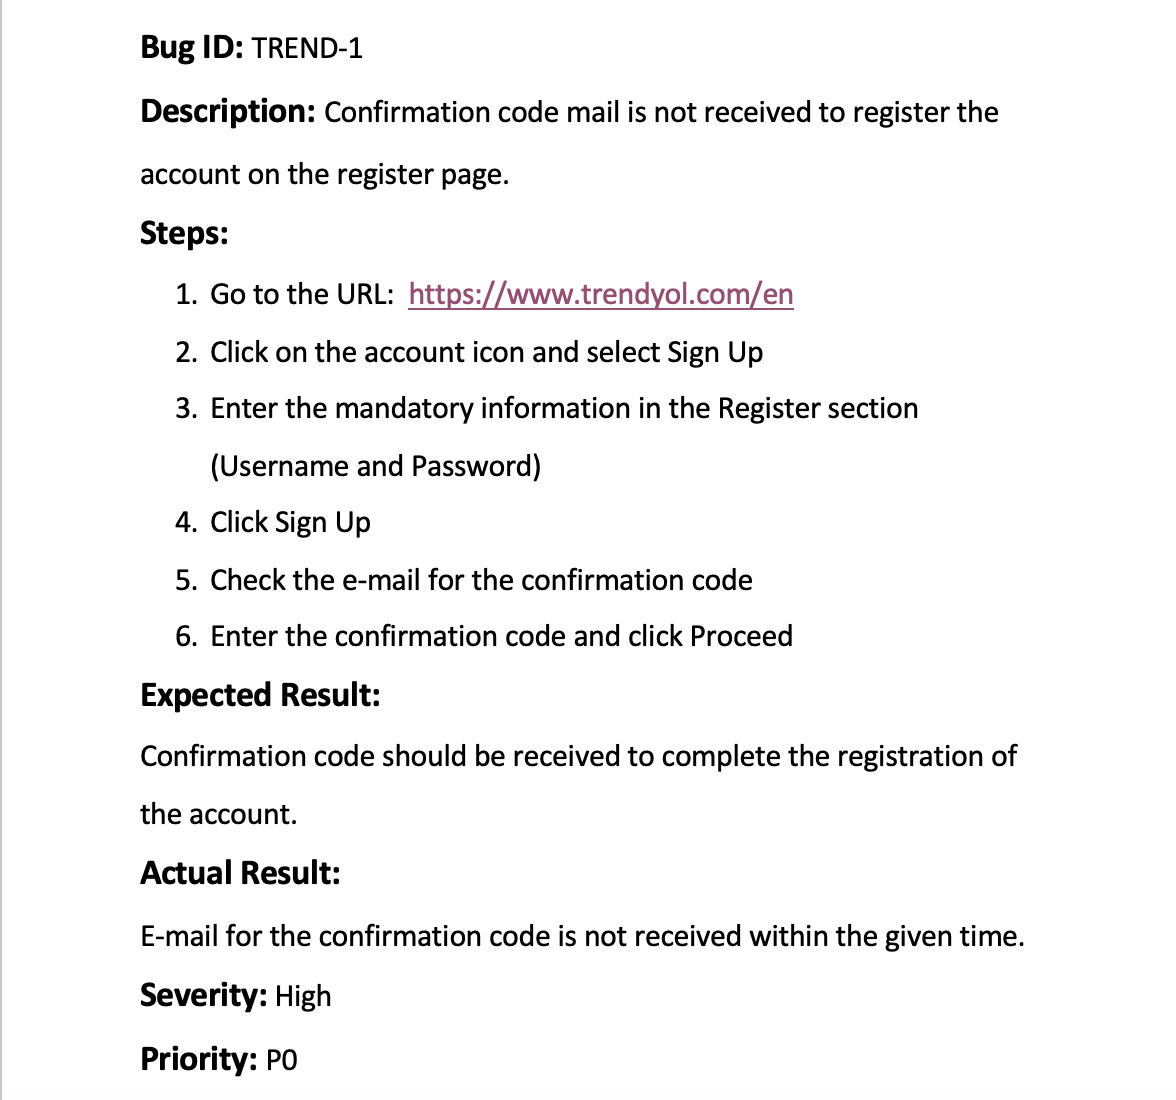 Bug ID: TREND-1
Description: Confirmation code mail is not received to register the
account on the register page.
Steps:
1. Go to the URL: https://www.trendyol.com/en
2. Click on the account icon and select Sign Up
3. Enter the mandatory information in the Register section
(Username and Password)
4. Click Sign Up
5. Check the e-mail for the confirmation code
6. Enter the confirmation code and click Proceed
Expected Result:
Confirmation code should be received to complete the registration of
the account.
Actual Result:
E-mail for the confirmation code is not received within the given time.
Severity: High
Priority: P0